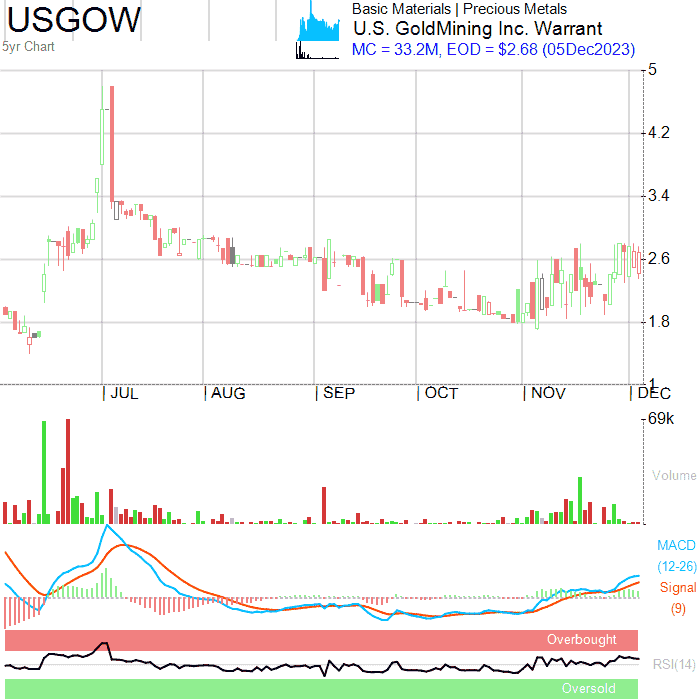 USGOW
5yr Chart
Basic Materials | Precious Metals
U.S. GoldMining Inc. Warrant
MC = 33.2M, EOD = $2.68 (05Dec2023)
5
4.2
3.4
2.6
1.8
1
| JUL | AUG | SEP | OCT | NOV | DEC
69k
Volume
MACD
(12-26)
Signal
(9)
Overbought
RSI(14)
Oversold